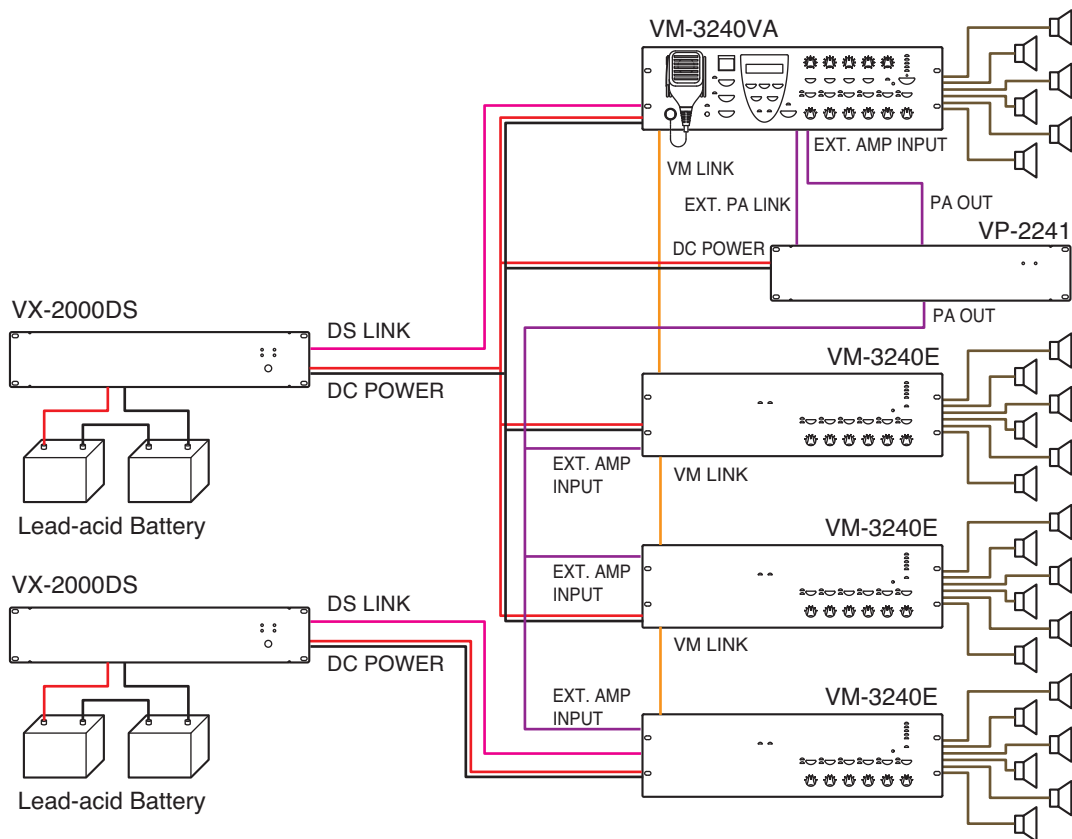 VM-3240VA
EXT. AMP INPUT
VM LINK
EXT. PA LINK
PA OUT
VP-2241
DC POWER
PA OUT
VX-2000DS
DS LINK
DC POWER
Lead-acid Battery
VM-3240E
EXT. AMP
INPUT
VM LINK
VM-3240E
EXT. AMP
INPUT
VM LINK
VX-2000DS
DS LINK
DC POWER
Lead-acid Battery
VM-3240E
EXT. AMP
INPUT